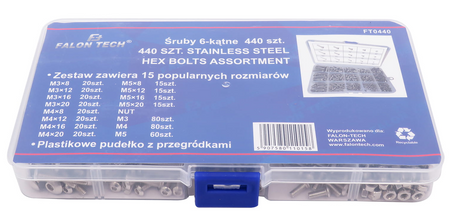 FALON TECH®
Śruby 6-kątne 440 szt.
440 SZT. STAINLESS STEEL
HEX BOLTS ASSORTMENT
FT0440
• Zestaw zawiera 15 popularnych rozmiarów
M3×8 20szt. M5×8 15szt.
M3×12 20szt. M5×12 15szt.
M3×16 20szt. M5×16 15szt.
M3×20 20szt. M5×20 15szt.
M4×8 20szt. NUT
M4×12 20szt. M3 80szt.
M4×16 20szt. M4 80szt.
M4×20 20szt. M5 60szt.
• Plastikowe pudełko z przegródkami
Wyprodukowano dla:
FALON-TECH
WARSZAWA
www.falontech.pl
RECYCLABLE